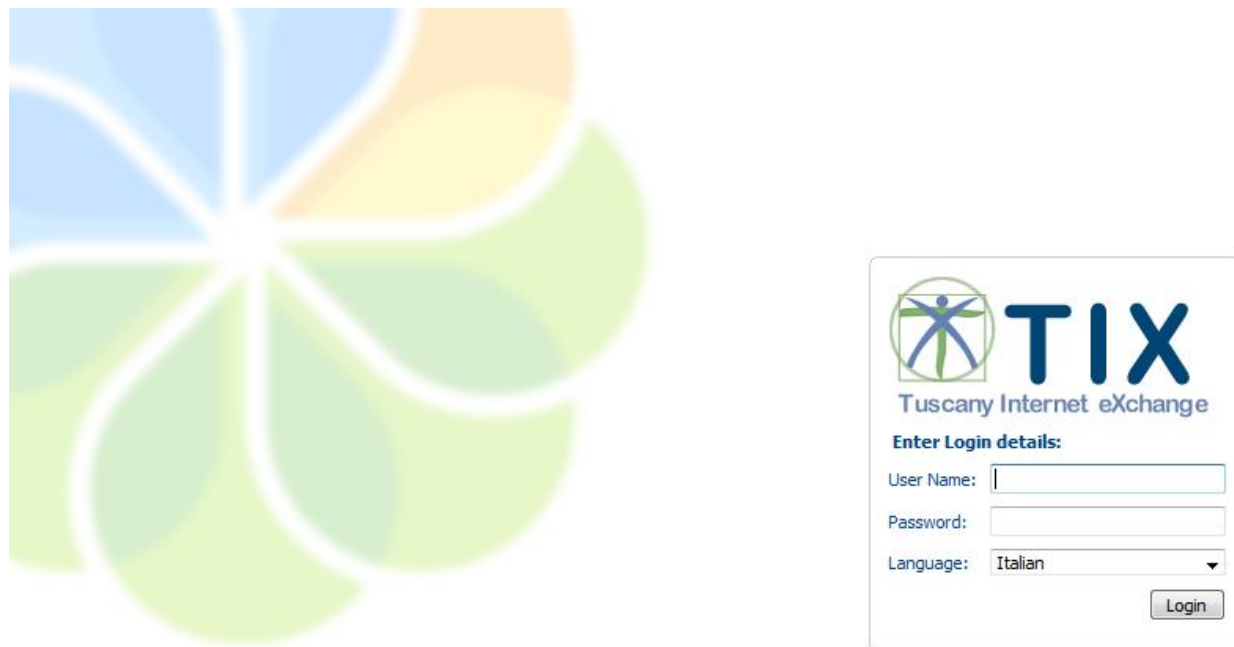 TIX
Tuscany Internet eXchange
Enter Login details:
User Name:
Password:
Language: Italian
Login